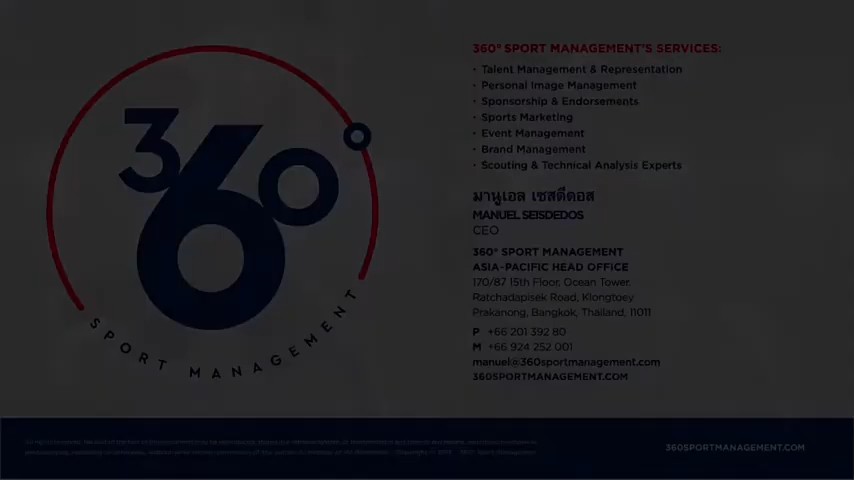 360°
SPORT MANAGEMENT
360° SPORT MANAGEMENT'S SERVICES:
· Talent Management & Representation
· Personal Image Management
· Sponsorship & Endorsements
· Sports Marketing
· Event Management
· Brand Management
· Scouting & Technical Analysis Experts
มานูเอล เซสดีดอส
MANUEL SEISDEDOS
CEO
360° SPORT MANAGEMENT
ASIA-PACIFIC HEAD OFFICE
170/87 15th Floor, Ocean Tower.
Ratchadapisek Road, Klongtoey
Prakanong, Bangkok, Thailand, 11011
P +66 201 392 80
M +66 924 252 001
manuel@360sportmanagement.com
360SPORTMANAGEMENT.COM
360SPORTMANAGEMENT.COM